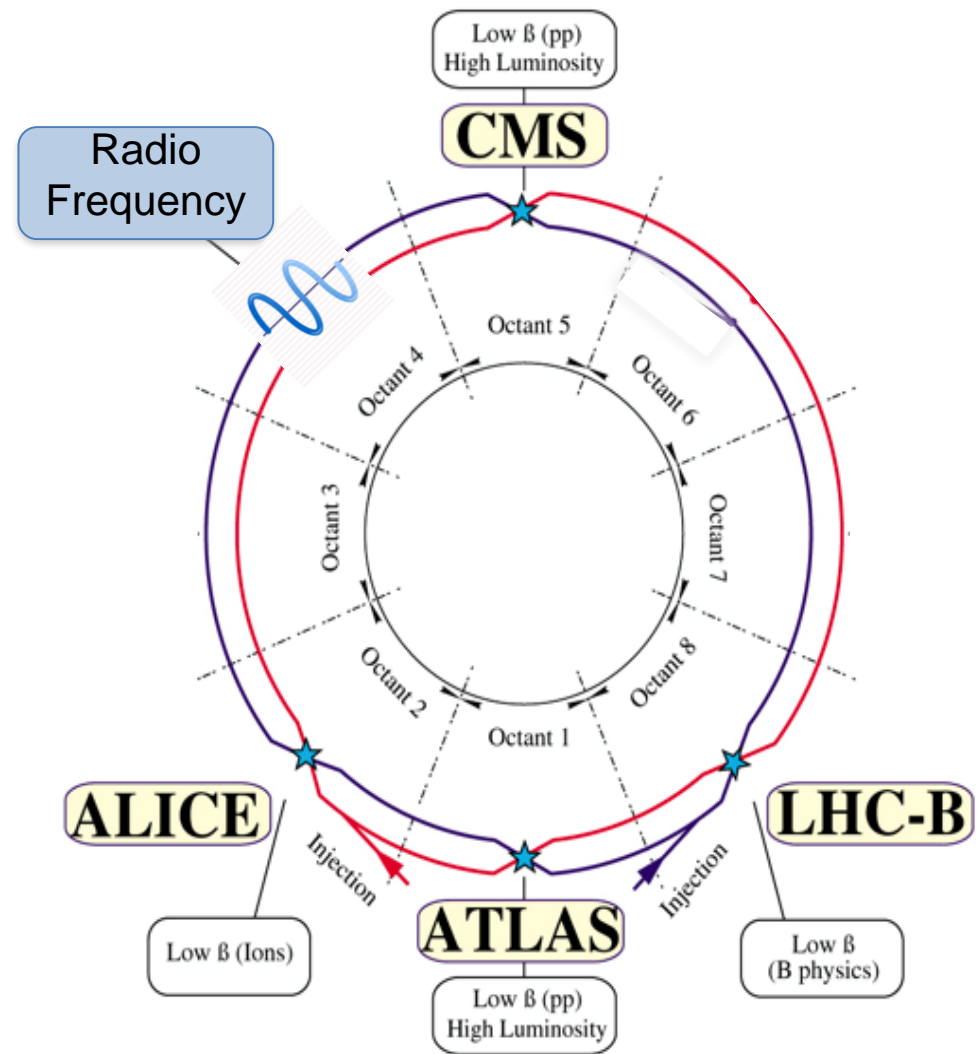 Low ß (pp)
High Luminosity
CMS
Radio
Frequency
Octant 5
Octant 4
Octant 6
Octant 3
Octant 7
Octant 2
Octant 8
Octant 1
ALICE
LHC-B
Injection
Injection
ATLAS
Low ß (Ions)
Low ß
(B physics)
Low ß (pp)
High Luminosity